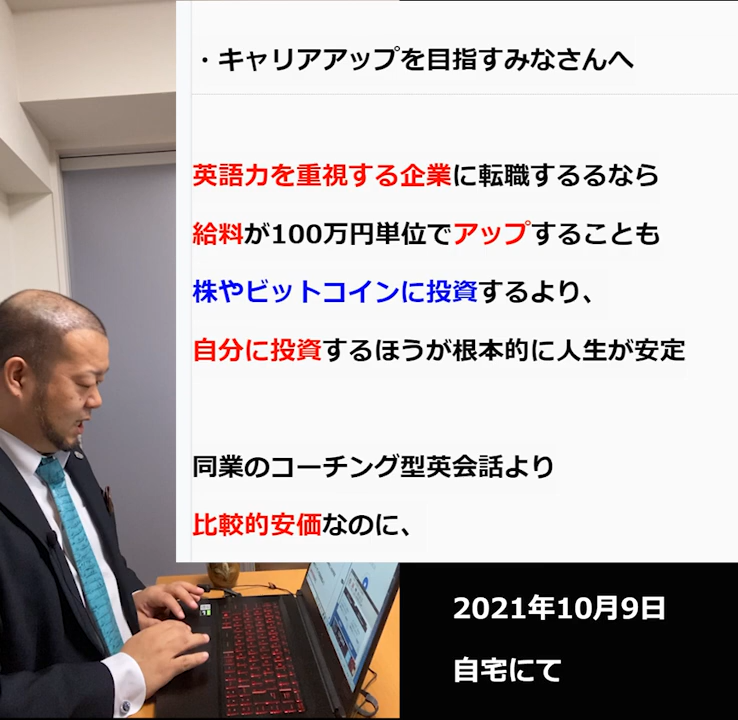 ・キャリアアップを目指すみなさんへ
英語力を重視する企業に転職するるなら
給料が100万円単位でアップすることも
株やビットコインに投資するより、
自分に投資するほうが根本的に人生が安定
同業のコーチング型英会話より
比較的安価なのに、
2021年10月9日
自宅にて